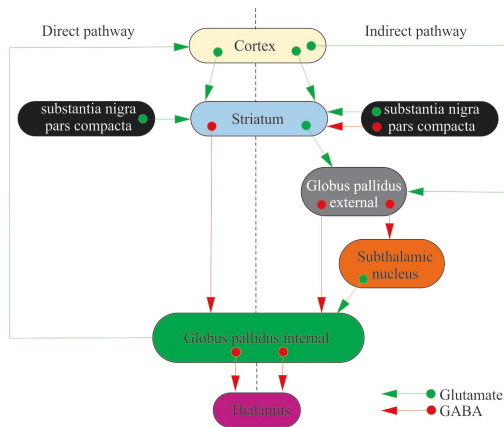 Direct pathway
Indirect pathway
Cortex
substantia nigra
pars compacta
Striatum
substantia nigra
pars compacta
Globus pallidus
external
Subthalamic
nucleus
Globus pallidus internal
Thalamus
Glutamate
GABA